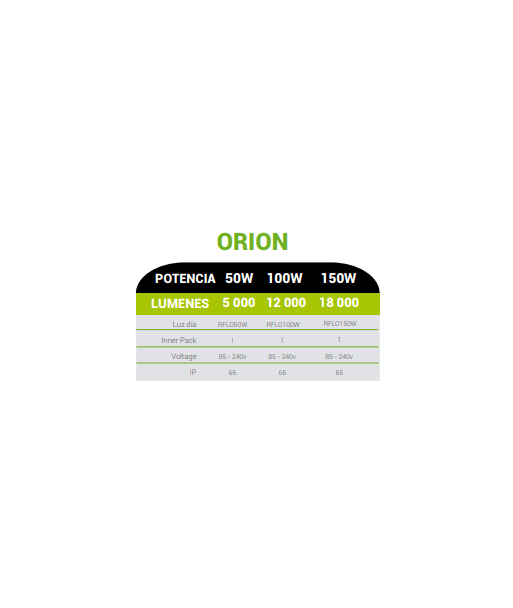 ORION
POTENCIA 50W 100W 150W
LUMENES 5 000 12 000 18 000
Luz día RFLO50W RFLO100W RFLO150W
Inner Pack 1 1 1
Voltage 85 - 240v 85 - 240v 85 - 240v
IP 65 65 65